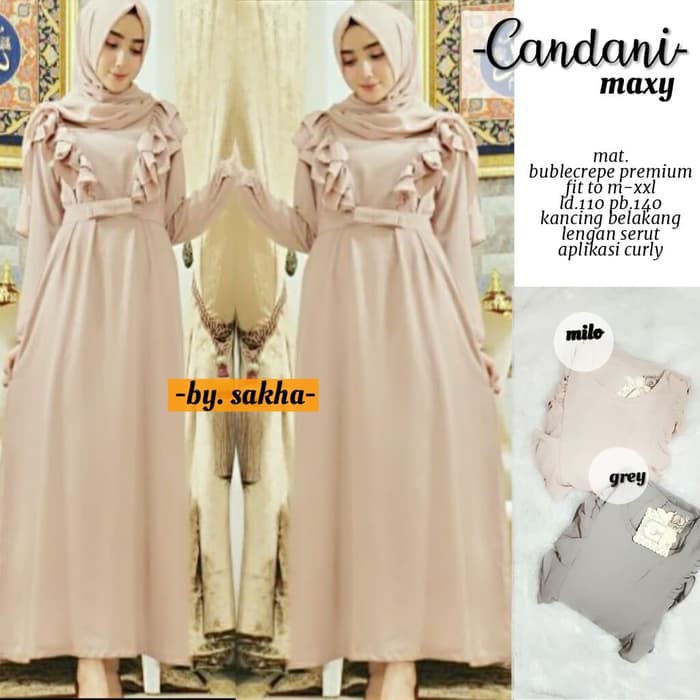 -Candani-
maxy
mat.
bublecrepe premium
fit to m-xxl
ld.110 pb.140
kancing belakang
lengan serut
aplikasi curly
milo
-by. sakha-
grey